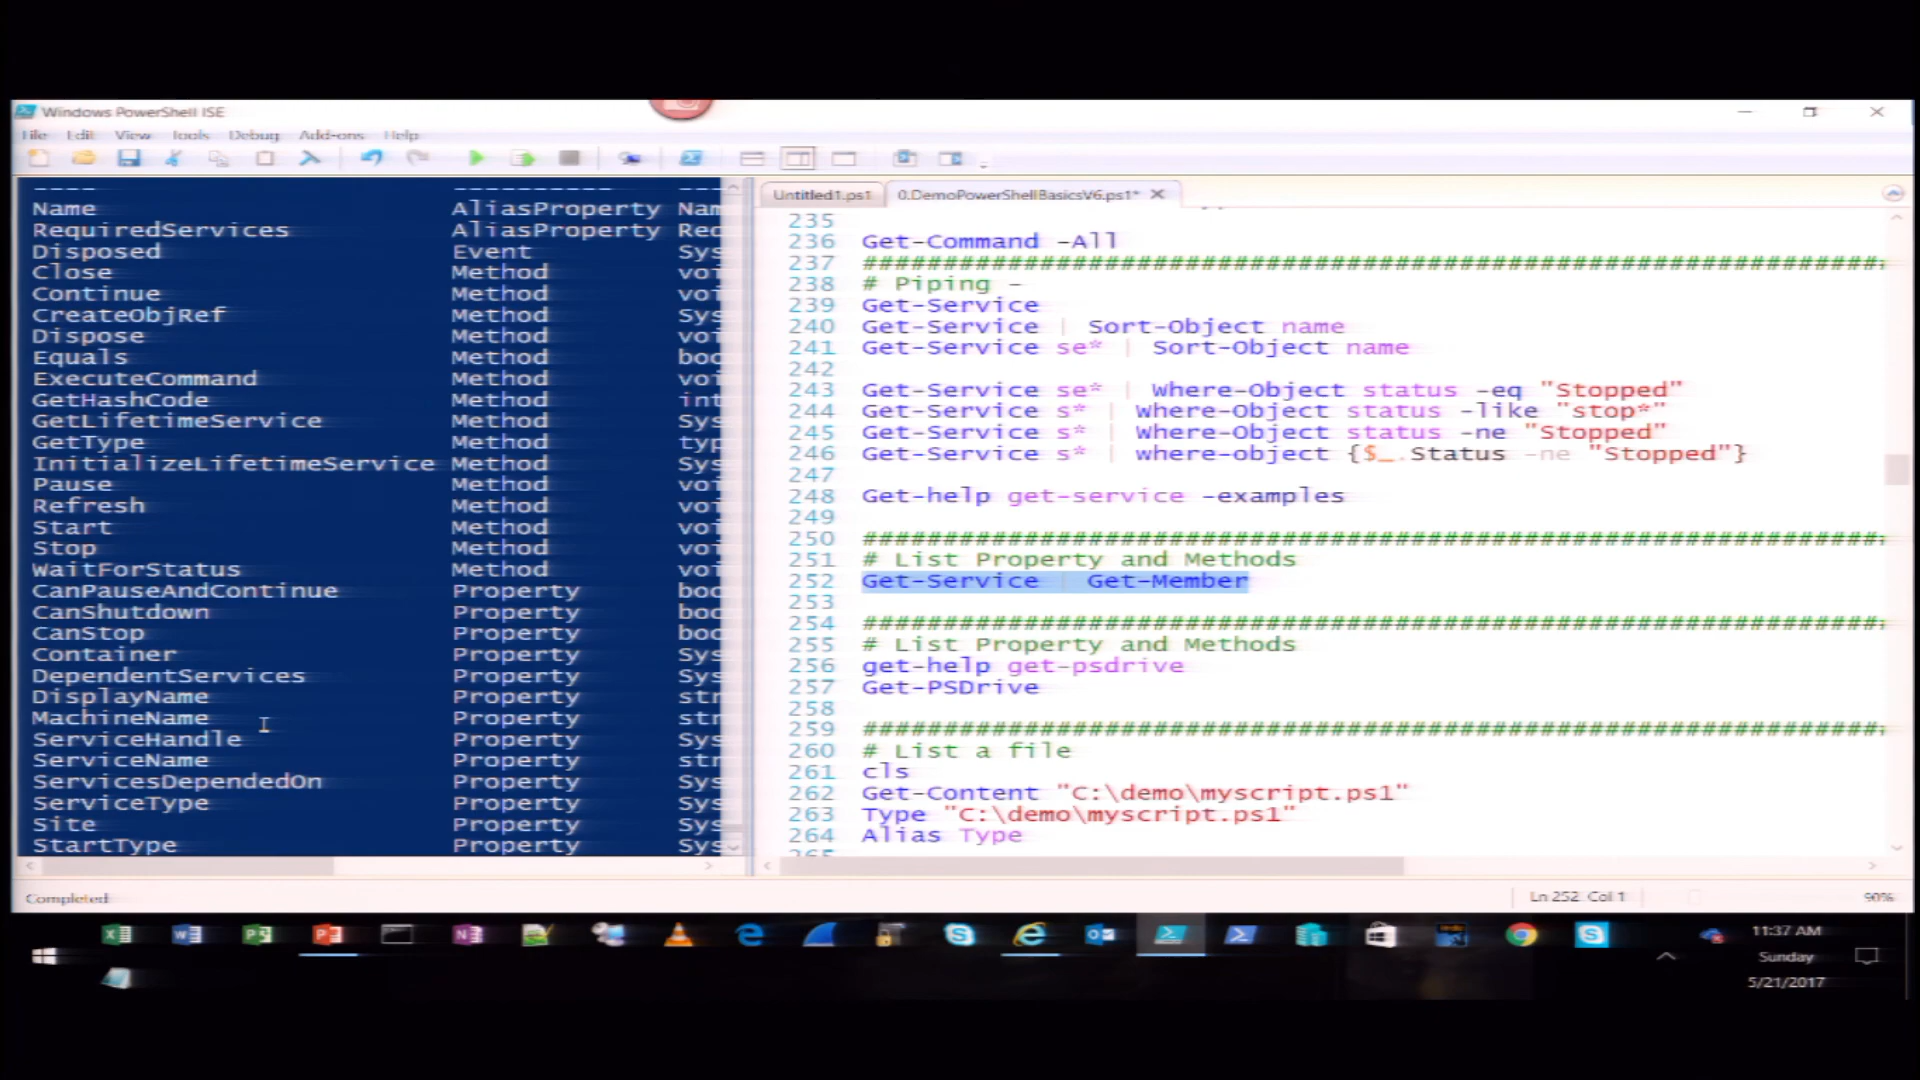 Windows PowerShell ISE
File Edit View Tools Debug Add-ons Help
Name AliasProperty Nam
RequiredServices AliasProperty Rec
Disposed Event Sys
Close Method voi
Continue Method voi
CreateObjRef Method Sys
Dispose Method voi
Equals Method boo
ExecuteCommand Method voi
GetHashCode Method int
GetLifetimeService Method Sys
GetType Method typ
InitializeLifetimeService Method Sys
Pause Method voi
Refresh Method voi
Start Method voi
Stop Method voi
WaitForStatus Method voi
CanPauseAndContinue Property boo
CanShutdown Property boo
CanStop Property boo
Container Property Sys
DependentServices Property Sys
DisplayName Property str
MachineName Property str
ServiceHandle Property Sys
ServiceName Property str
ServicesDependedOn Property Sys
ServiceType Property Sys
Site Property Sys
StartType Property Sys
Untitled1.ps1 0.DemoPowerShellBasicsV6.ps1*
235
236 Get-Command -All
237 ################################################################
238 # Piping -
239 Get-Service
240 Get-Service | Sort-Object name
241 Get-Service se* | Sort-Object name
242
243 Get-Service se* | Where-Object status -eq "Stopped"
244 Get-Service s* | Where-Object status -like "stop*"
245 Get-Service s* | Where-Object status -ne "Stopped"
246 Get-Service s* | where-object {$_.Status -ne "Stopped"}
247
248 Get-help get-service -examples
249
250 ################################################################
251 # List Property and Methods
252 Get-Service | Get-Member
253
254 ################################################################
255 # List Property and Methods
256 get-help get-psdrive
257 Get-PSDrive
258
259 ################################################################
260 # List a file
261 cls
262 Get-Content "C:\demo\myscript.ps1"
263 Type "C:\demo\myscript.ps1"
264 Alias Type
265
Completed Ln 252 Col 1 90%
11:37 AM
Sunday
5/21/2017